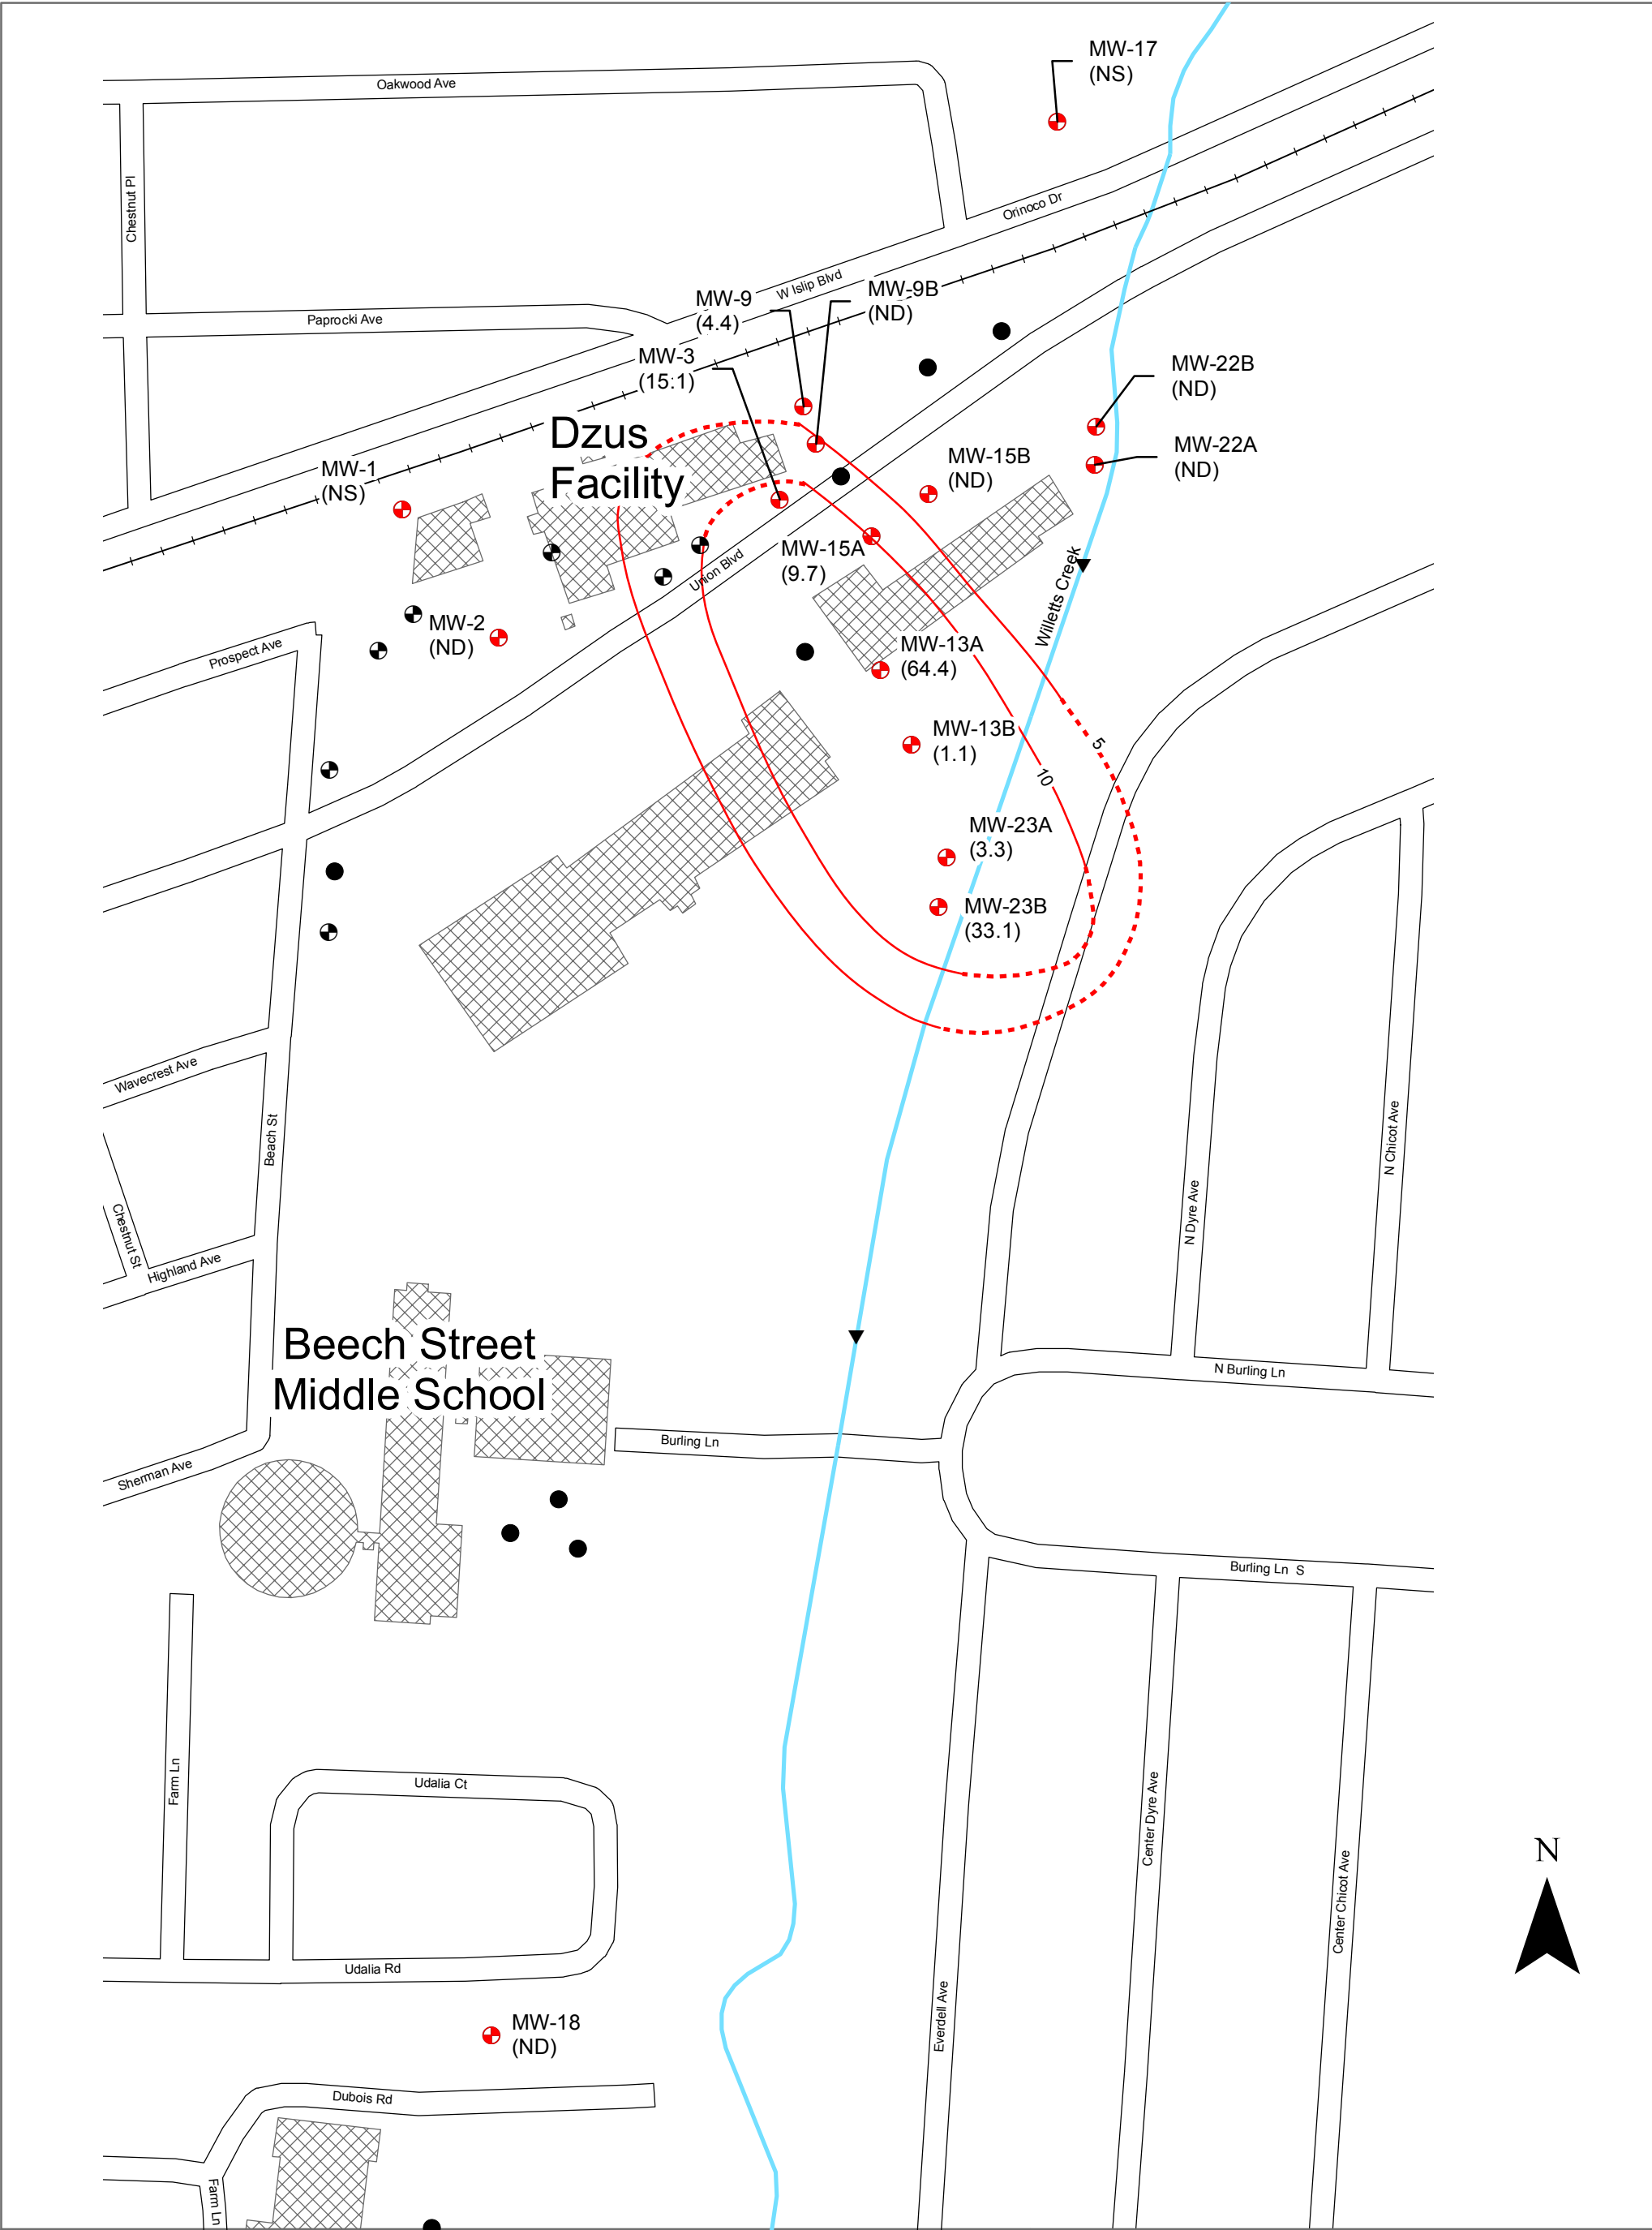 MW-17
(NS)
Oakwood Ave
Chestnut Pl
Orinoco Dr
W Islip Blvd
MW-9
(4.4)
MW-9B
(ND)
Paprocki Ave
MW-3
(15:1)
MW-22B
(ND)
Dzus
Facility
MW-15B
(ND)
MW-22A
(ND)
MW-1
(NS)
MW-15A
(9.7)
Union Blvd
Willetts Creek
MW-2
(ND)
Prospect Ave
MW-13A
(64.4)
MW-13B
(1.1)
5
10
MW-23A
(3.3)
MW-23B
(33.1)
Wavecrest Ave
Beach St
N Chicot Ave
N Dyre Ave
Chestnut St
Highland Ave
Beech Street
Middle School
N Burling Ln
Burling Ln
Sherman Ave
Burling Ln S
Farm Ln
Udalia Ct
Center Dyre Ave
Center Chicot Ave
N
Udalia Rd
Everdell Ave
MW-18
(ND)
Dubois Rd
Farm Ln